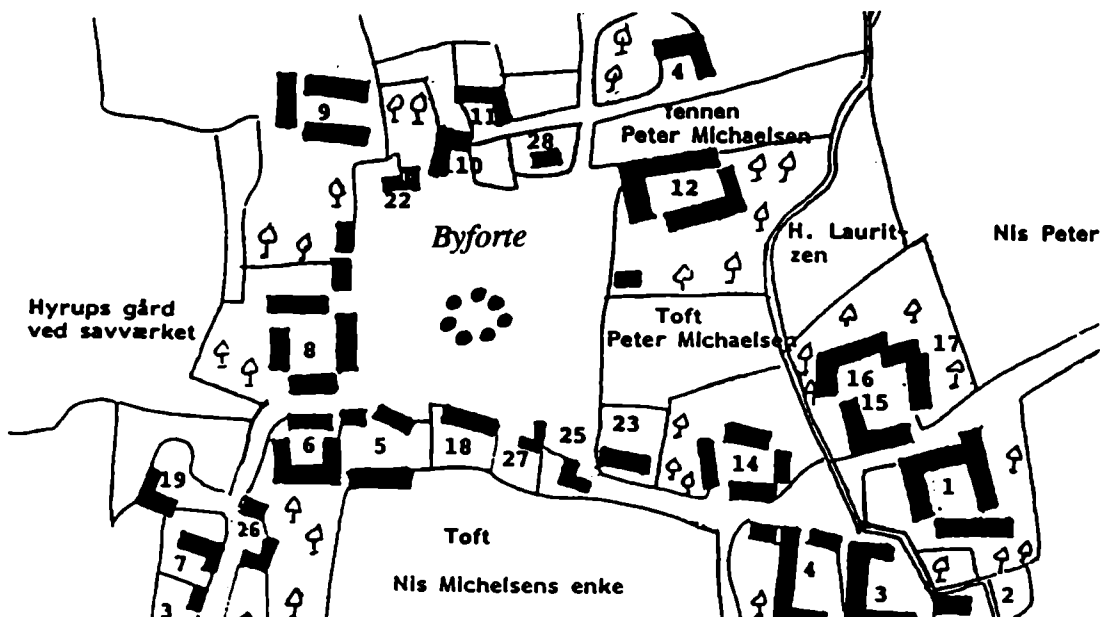 4
9
11
Tennen
Peter Michaelsen
28
10
12
22
Byforte
H. Laurit-
zen
Nis Peter
Hyrups gård
ved savværket
Toft
Peter Michaelsen
17
8
16
15
23
25
6
5
18
27
14
19
1
26
Toft
7
4
Nis Michelsens enke
3
3
2